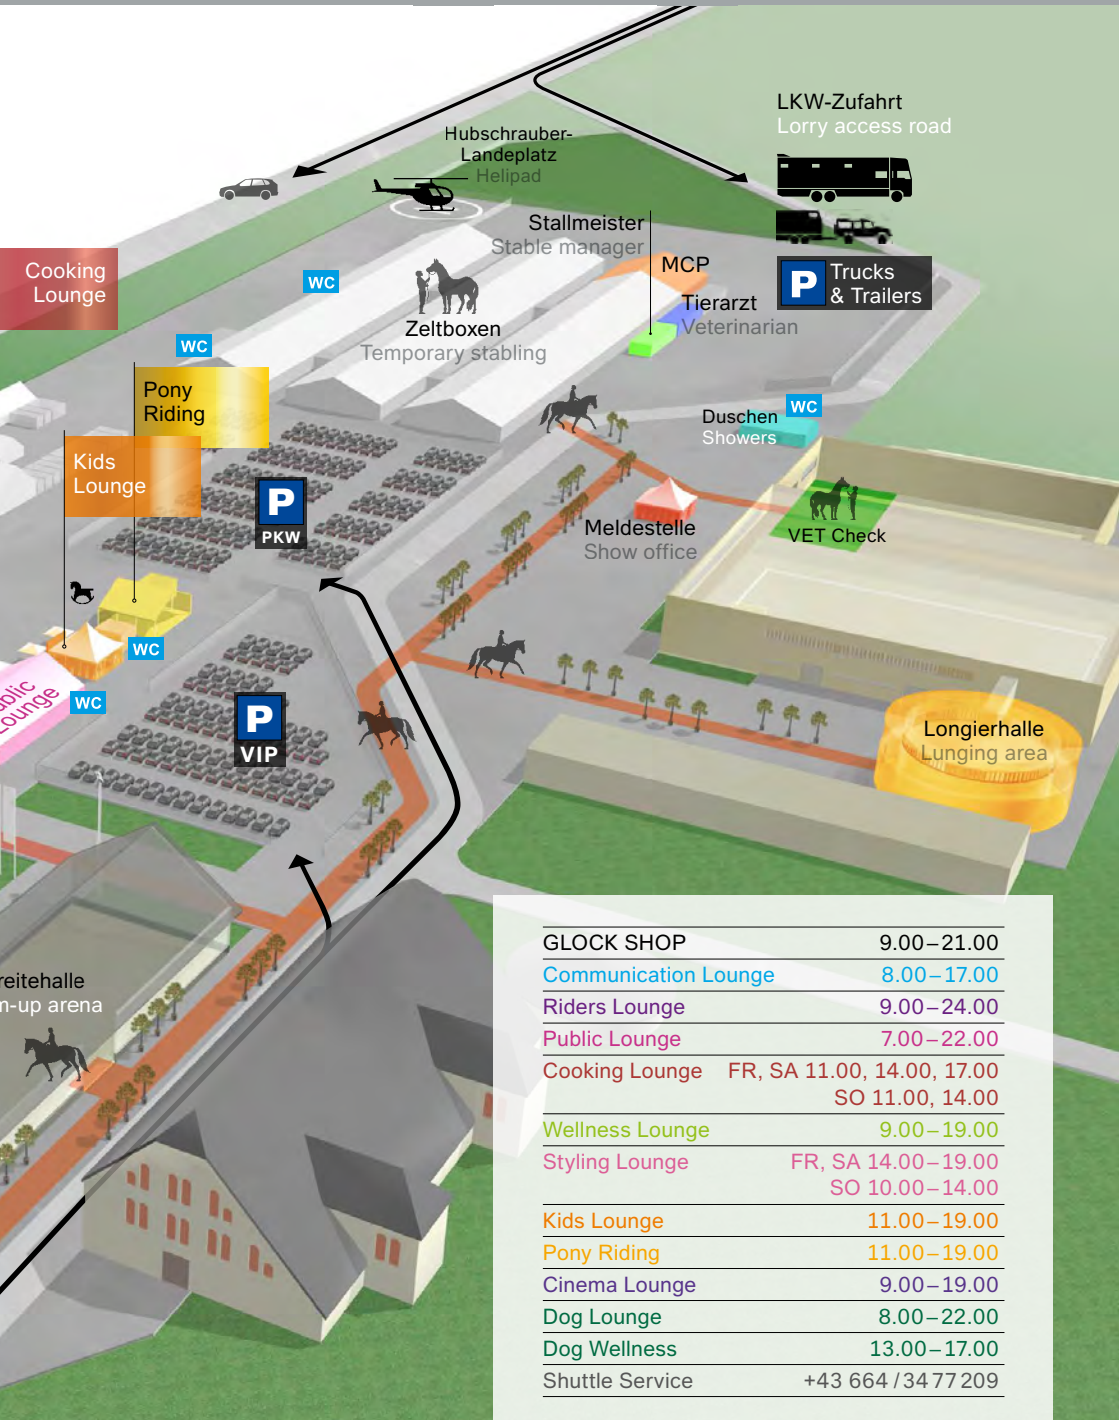 LKW-Zufahrt
Lorry access road
Hubschrauber-
Landeplatz
Helipad
Stallmeister
Stable manager
MCP
Tierarzt
Veterinarian
P Trucks
& Trailers
Cooking
Lounge
WC
Zeltboxen
Temporary stabling
WC
Pony
Riding
Kids
Lounge
P
PKW
Duschen
Showers
WC
Meldestelle
Show office
VET Check
WC
WC
ublic
Lounge
P
VIP
Longierhalle
Lunging area
reitehalle
m-up arena
GLOCK SHOP 9.00–21.00
Communication Lounge 8.00–17.00
Riders Lounge 9.00–24.00
Public Lounge 7.00–22.00
Cooking Lounge FR, SA 11.00, 14.00, 17.00
SO 11.00, 14.00
Wellness Lounge 9.00–19.00
Styling Lounge FR, SA 14.00–19.00
SO 10.00–14.00
Kids Lounge 11.00–19.00
Pony Riding 11.00–19.00
Cinema Lounge 9.00–19.00
Dog Lounge 8.00–22.00
Dog Wellness 13.00–17.00
Shuttle Service +43 664 / 34 77 209